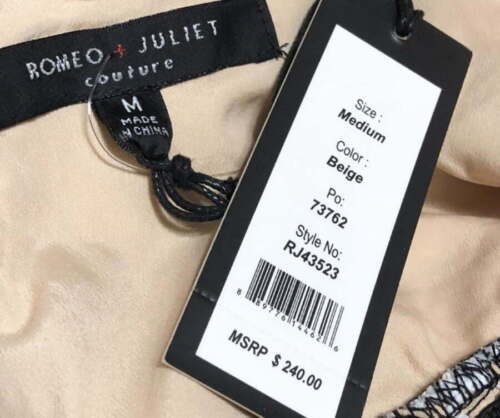 ROMEO + JULIET
couture
M
MADE
IN CHINA
Size :
Medium
Color :
Beige
Po:
73762
Style No:
RJ43523
MSRP $ 240.00